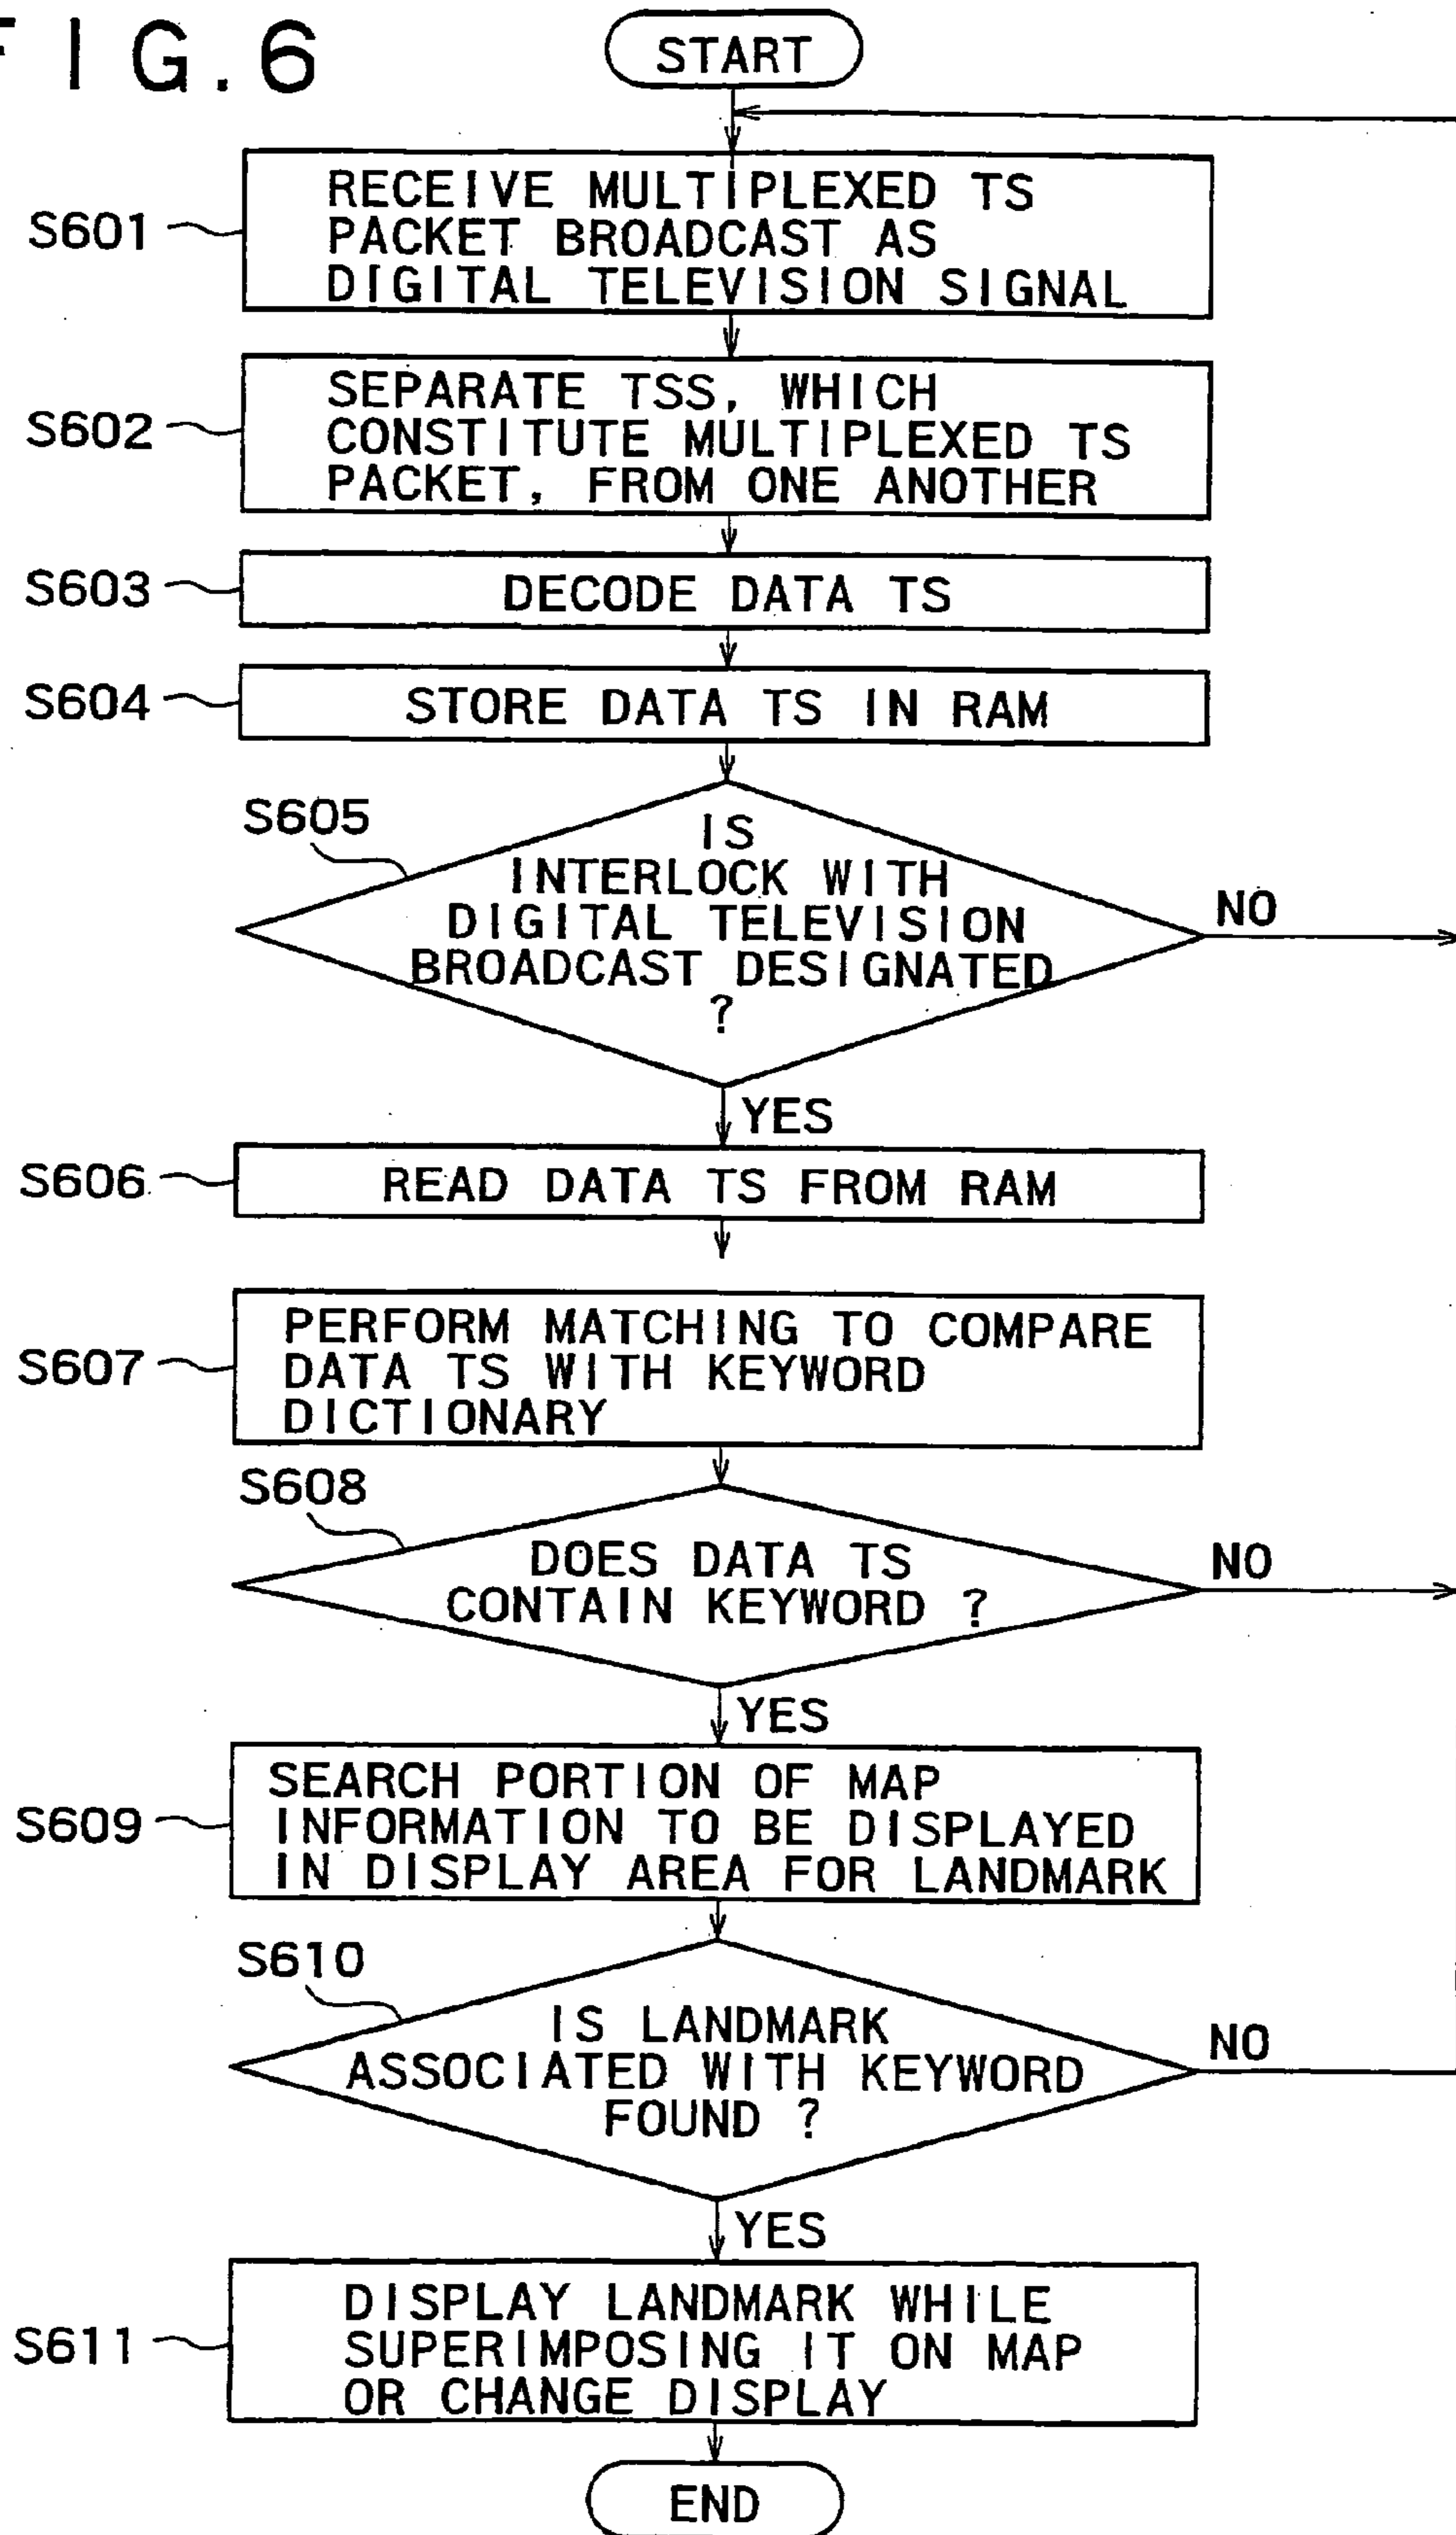 FIG.6
START
S601
RECEIVE MULTIPLEXED TS
PACKET BROADCAST AS
DIGITAL TELEVISION SIGNAL
S602
SEPARATE TSS, WHICH
CONSTITUTE MULTIPLEXED TS
PACKET, FROM ONE ANOTHER
S603
DECODE DATA TS
S604
STORE DATA TS IN RAM
S605
IS
INTERLOCK WITH
DIGITAL TELEVISION
BROADCAST DESIGNATED
?
NO
YES
S606
READ DATA TS FROM RAM
S607
PERFORM MATCHING TO COMPARE
DATA TS WITH KEYWORD
DICTIONARY
S608
DOES DATA TS
CONTAIN KEYWORD ?
NO
YES
S609
SEARCH PORTION OF MAP
INFORMATION TO BE DISPLAYED
IN DISPLAY AREA FOR LANDMARK
S610
IS LANDMARK
ASSOCIATED WITH KEYWORD
FOUND ?
NO
YES
S611
DISPLAY LANDMARK WHILE
SUPERIMPOSING IT ON MAP
OR CHANGE DISPLAY
END